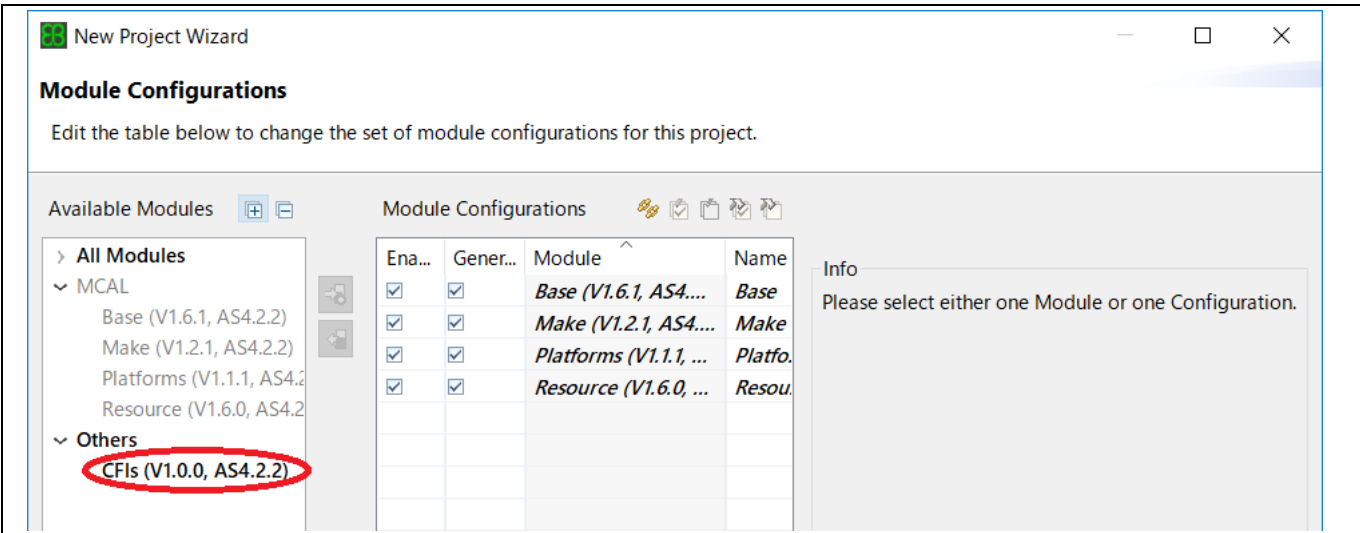 New Project Wizard
Module Configurations
Edit the table below to change the set of module configurations for this project.
Available Modules
Module Configurations
All Modules
MCAL
Base (V1.6.1, AS4.2.2)
Make (V1.2.1, AS4.2.2)
Platforms (V1.1.1, AS4.2
Resource (V1.6.0, AS4.2
Others
CFIs (V1.0.0, AS4.2.2)
Ena... Gener... Module Name
Base (V1.6.1, AS4.... Base
Make (V1.2.1, AS4.... Make
Platforms (V1.1.1, ... Platfo.
Resource (V1.6.0, ... Resou.
Info
Please select either one Module or one Configuration.